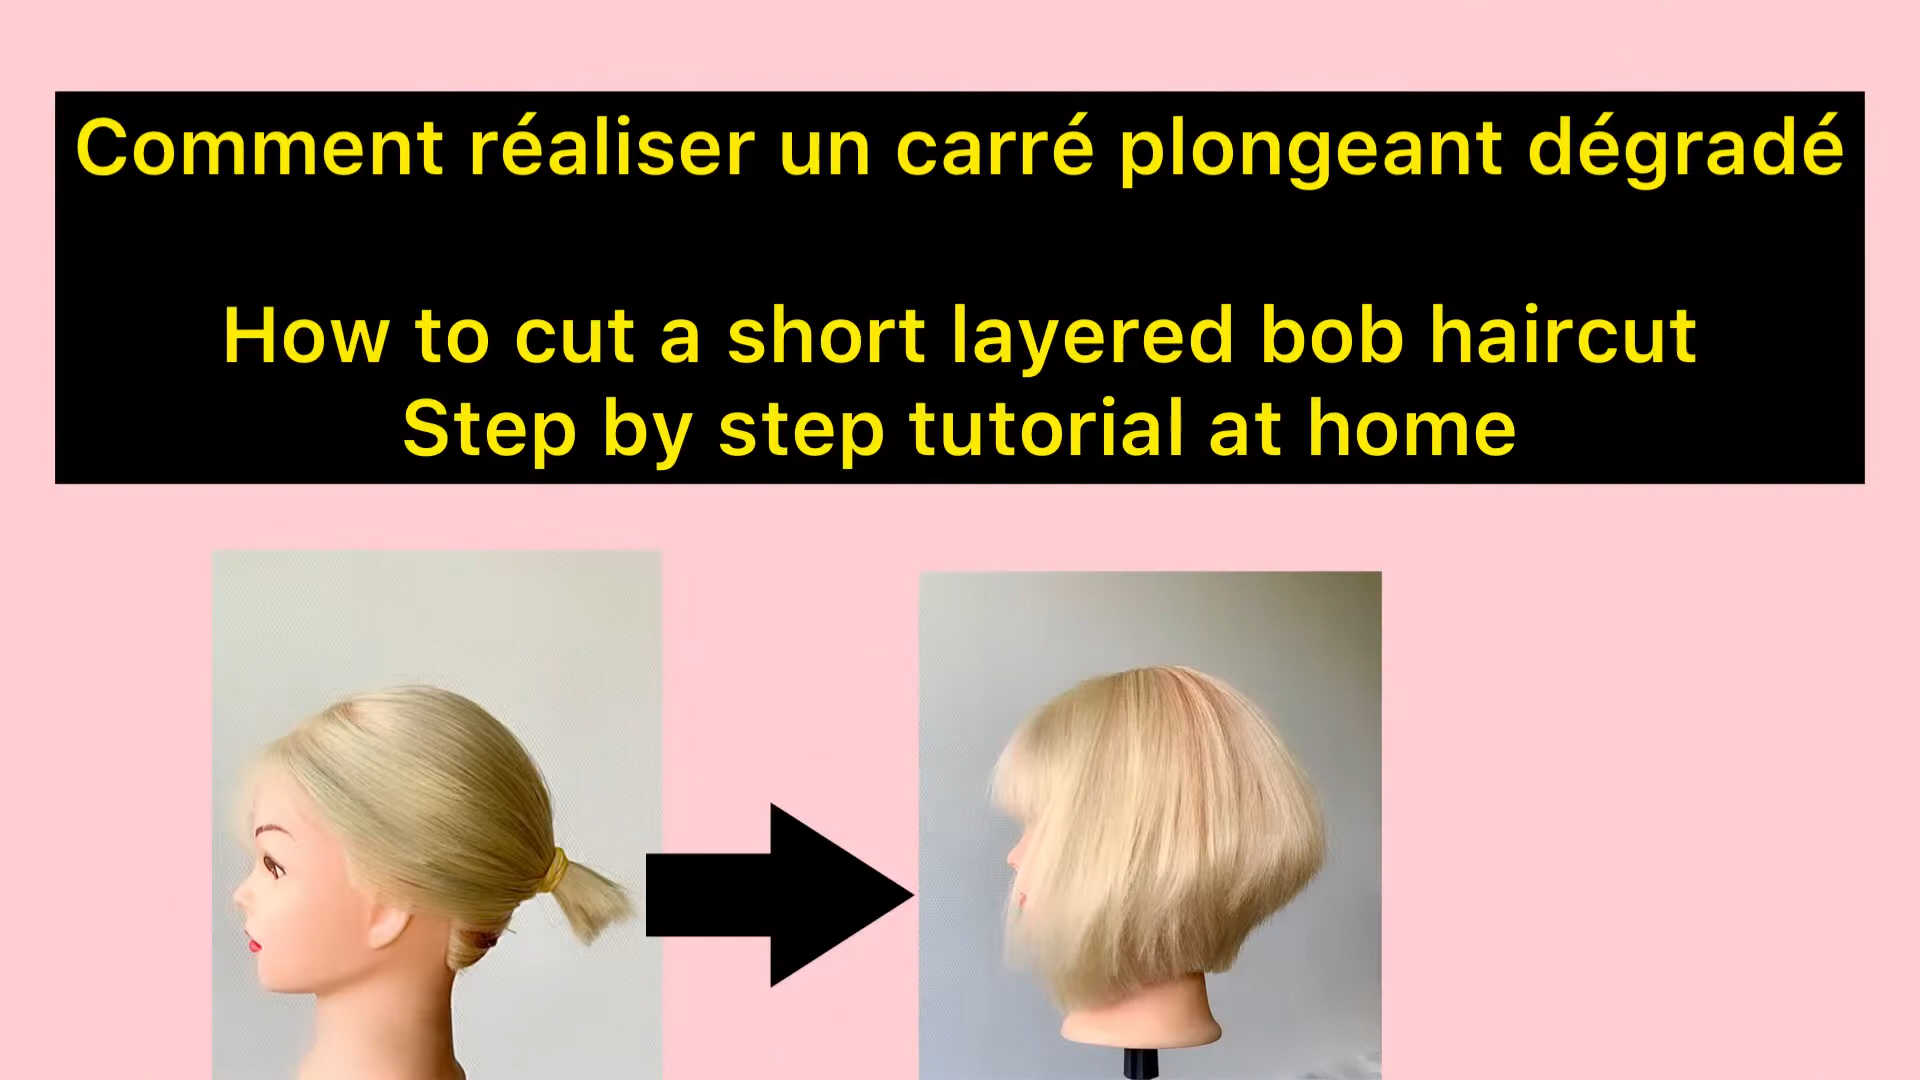 Comment réaliser un carré plongeant dégradé
How to cut a short layered bob haircut
Step by step tutorial at home